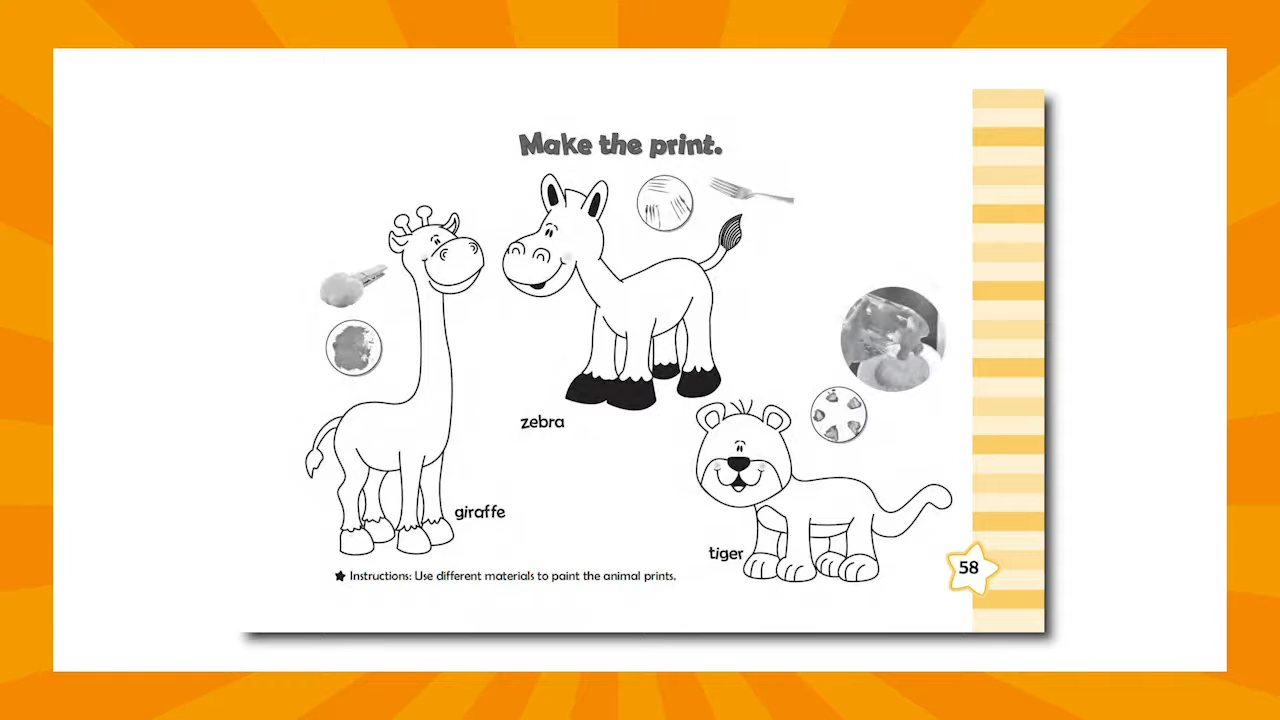 Make the print.
zebra
giraffe
tiger
Instructions: Use different materials to paint the animal prints.
58